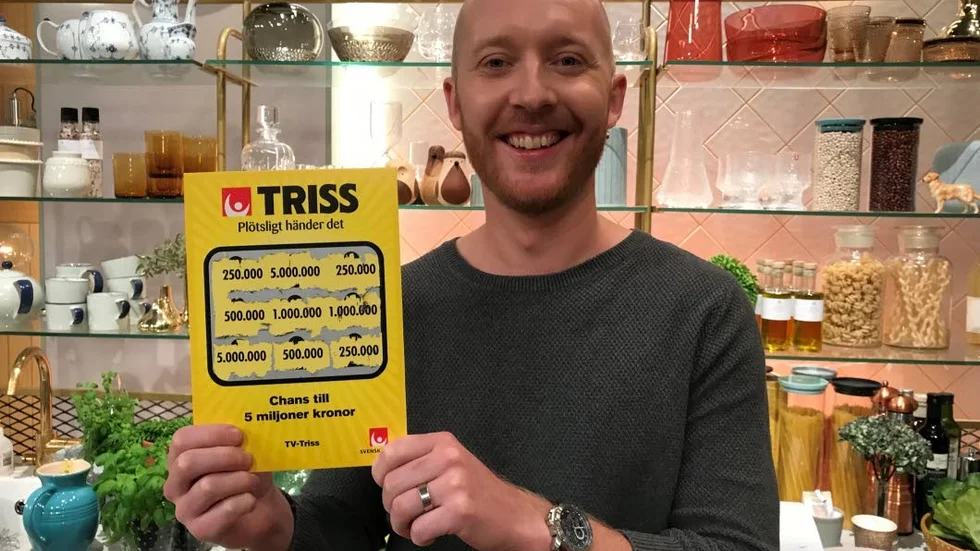 TRISS
Plötsligt händer det
250.000 5.000.000 250.000
500.000 1.000.000 1.000.000
5.000.000 500.000 250.000
Chans till
5 miljoner kronor
TV-Triss
SVENSK